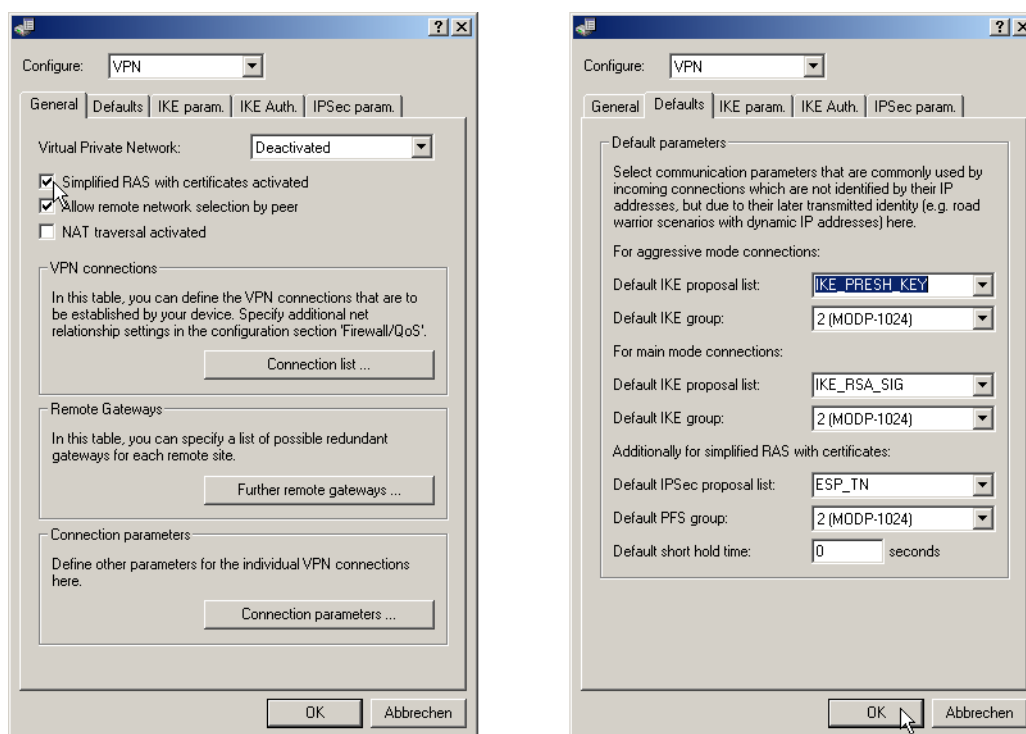 Configure: VPN
General Defaults IKE param. IKE Auth. IPSec param.
Virtual Private Network: Deactivated
Simplified RAS with certificates activated
Allow remote network selection by peer
NAT traversal activated
VPN connections
In this table, you can define the VPN connections that are to
be established by your device. Specify additional net
relationship settings in the configuration section 'Firewall/QoS'.
Connection list ...
Remote Gateways
In this table, you can specify a list of possible redundant
gateways for each remote site.
Further remote gateways ...
Connection parameters
Define other parameters for the individual VPN connections
here.
Connection parameters ...
OK Abbrechen
Configure: VPN
General Defaults IKE param. IKE Auth. IPSec param.
Default parameters
Select communication parameters that are commonly used by
incoming connections which are not identified by their IP
addresses, but due to their later transmitted identity (e.g. road
warrior scenarios with dynamic IP addresses) here.
For aggressive mode connections:
Default IKE proposal list: IKE_PRESH_KEY
Default IKE group: 2 (MODP-1024)
For main mode connections:
Default IKE proposal list: IKE_RSA_SIG
Default IKE group: 2 (MODP-1024)
Additionally for simplified RAS with certificates:
Default IPSec proposal list: ESP_TN
Default PFS group: 2 (MODP-1024)
Default short hold time: 0 seconds
OK Abbrechen